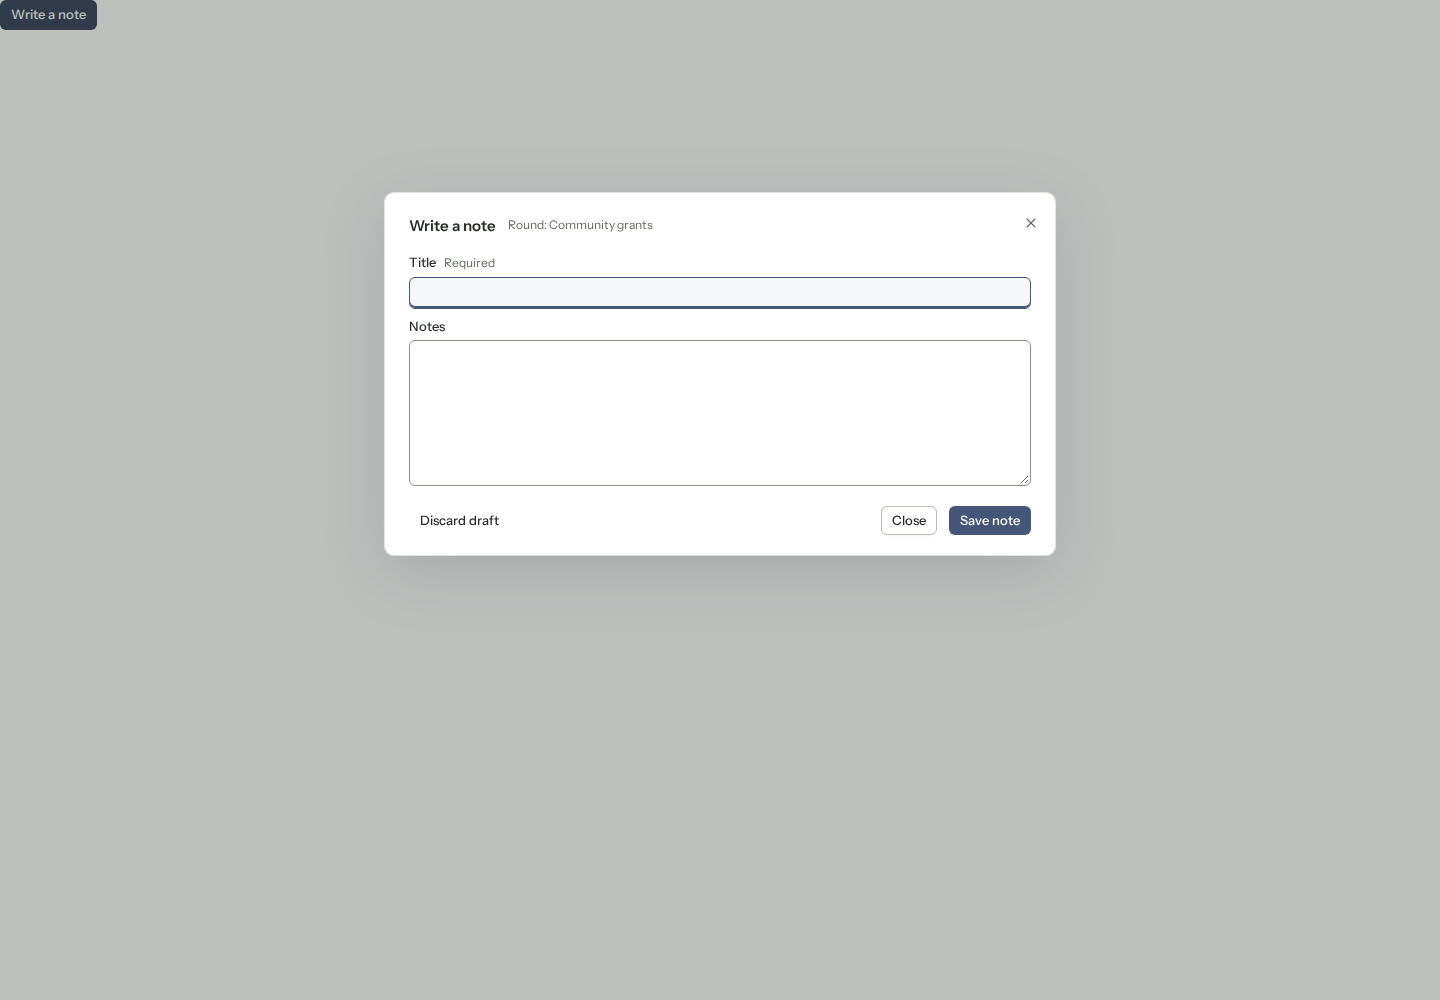 Write a note
Write a note Round: Community grants
Title Required
Notes
Discard draft Close Save note